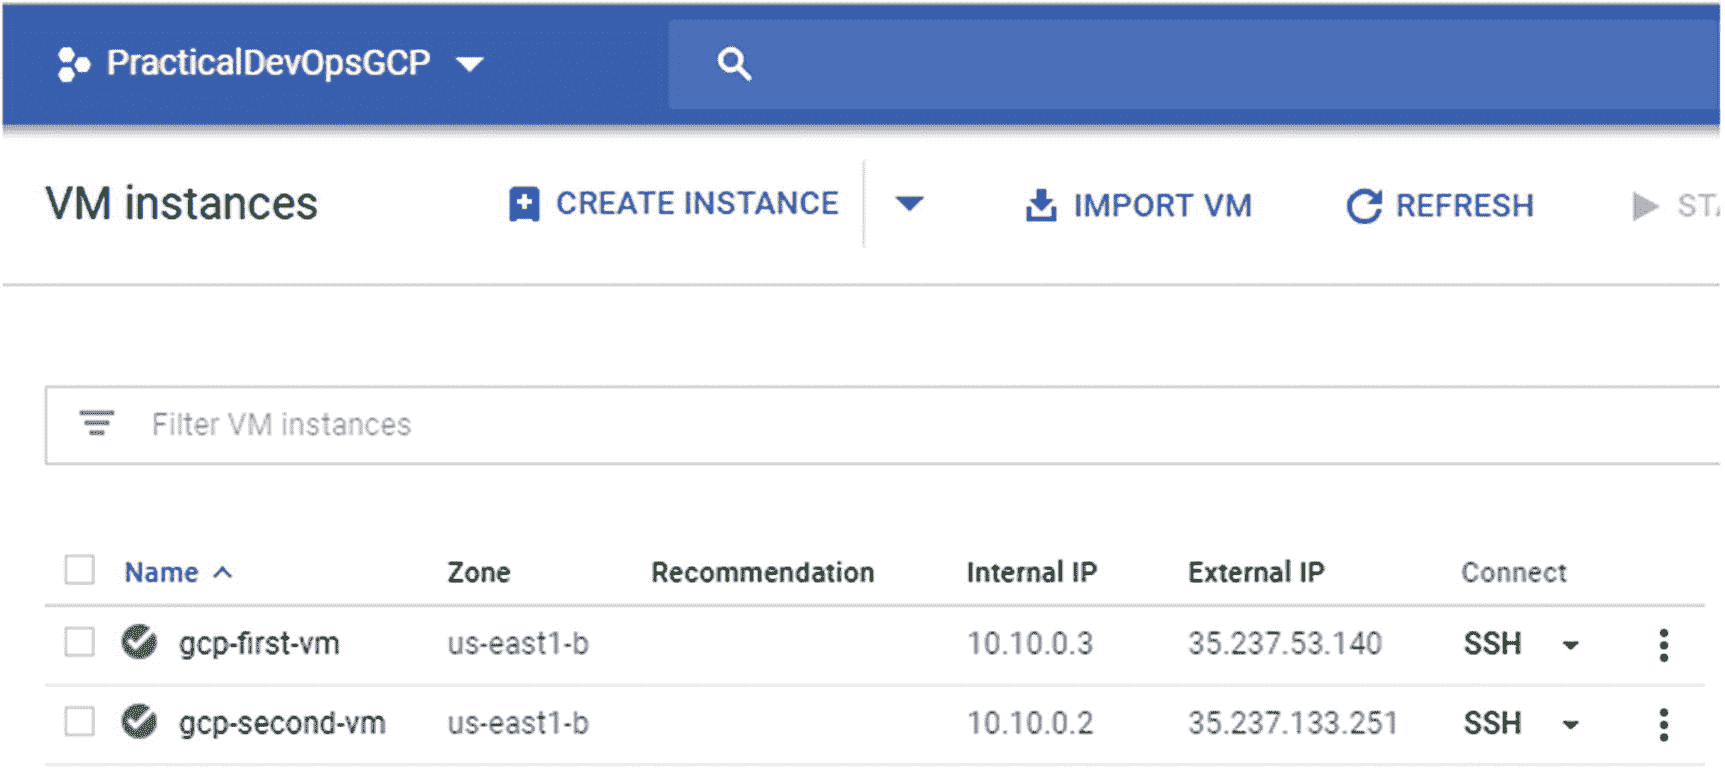 PracticalDevOpsGCP
VM instances CREATE INSTANCE IMPORT VM REFRESH
Filter VM instances
Name Zone Recommendation Internal IP External IP Connect
gcp-first-vm us-east1-b 10.10.0.3 35.237.53.140 SSH
gcp-second-vm us-east1-b 10.10.0.2 35.237.133.251 SSH